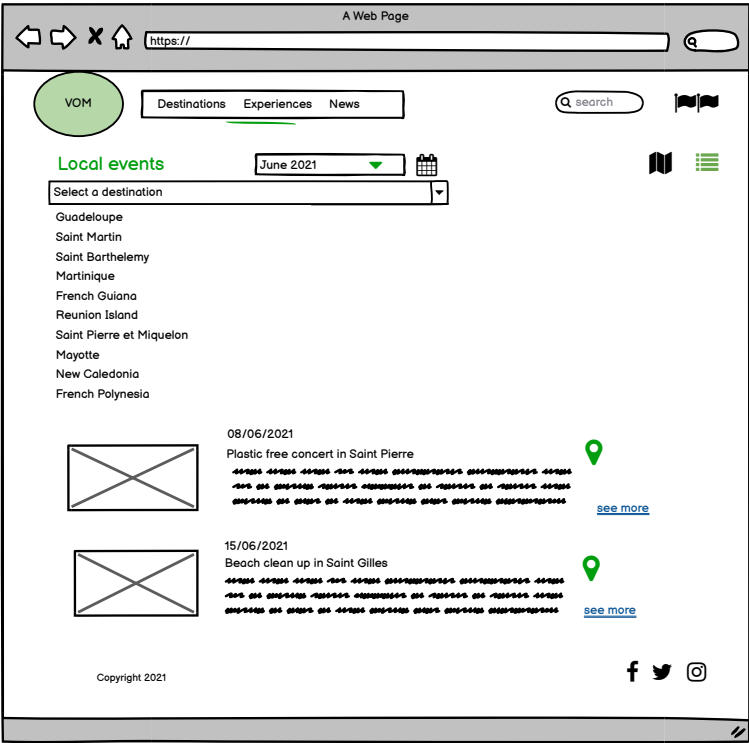 A Web Page
https://
VOM
Destinations Experiences News
search
Local events
June 2021
Select a destination
Guadeloupe
Saint Martin
Saint Barthelemy
Martinique
French Guiana
Reunion Island
Saint Pierre et Miquelon
Mayotte
New Caledonia
French Polynesia
08/06/2021
Plastic free concert in Saint Pierre
see more
15/06/2021
Beach clean up in Saint Gilles
see more
Copyright 2021